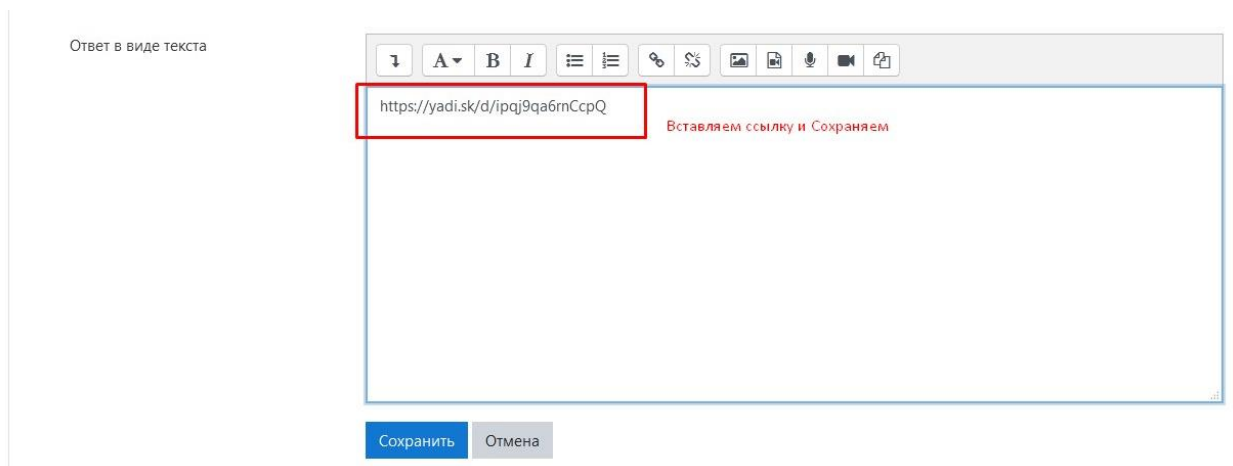 Ответ в виде текста
A B I
https://yadi.sk/d/ipqj9qa6rnCcpQ
Вставляем ссылку и Сохраняем
Сохранить Отмена